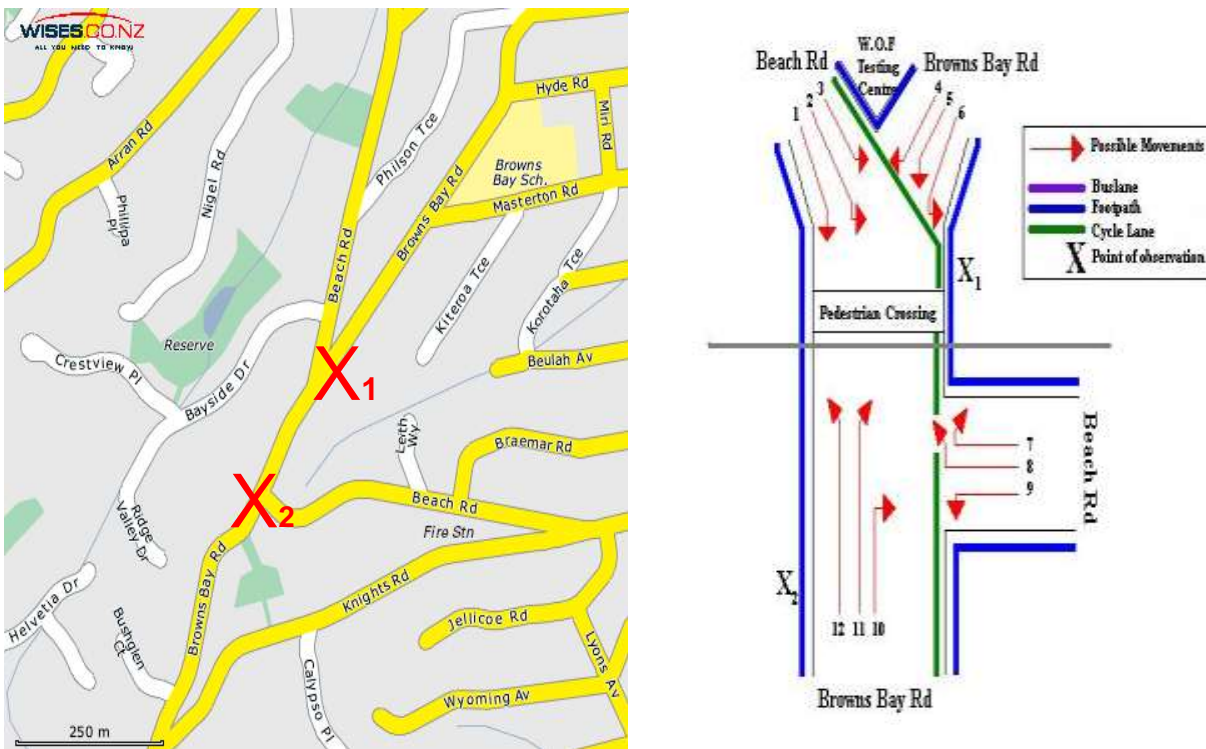 WISES.CO.NZ
ALL YOU NEED TO KNOW
Arran Rd
Phillipa Pl
Nigel Rd
Philson Tce
Hyde Rd
Miri Rd
Browns
Bay Sch.
Masterton Rd
Browns Bay Rd
Beach Rd
Kiteroa Tce
Korotaha Tce
Reserve
Crestview Pl
Bayside Dr
X1
Beulah Av
Leith Wy
Braemar Rd
X2
Beach Rd
Fire Stn
Ridge Valley Dr
Helvetia Dr
Bushglen Ct
Browns Bay Rd
Knights Rd
Jellicoe Rd
Lyons Av
Calypso Pl
Wyoming Av
250 m
W.O.F
Testing
Centre
Beach Rd
Browns Bay Rd
1
2
3
4
5
6
Possible Movements
Buslane
Footpath
Cycle Lane
X Point of observation
X1
Pedestrian Crossing
7
8
9
Beach Rd
X2
12
11
10
Browns Bay Rd